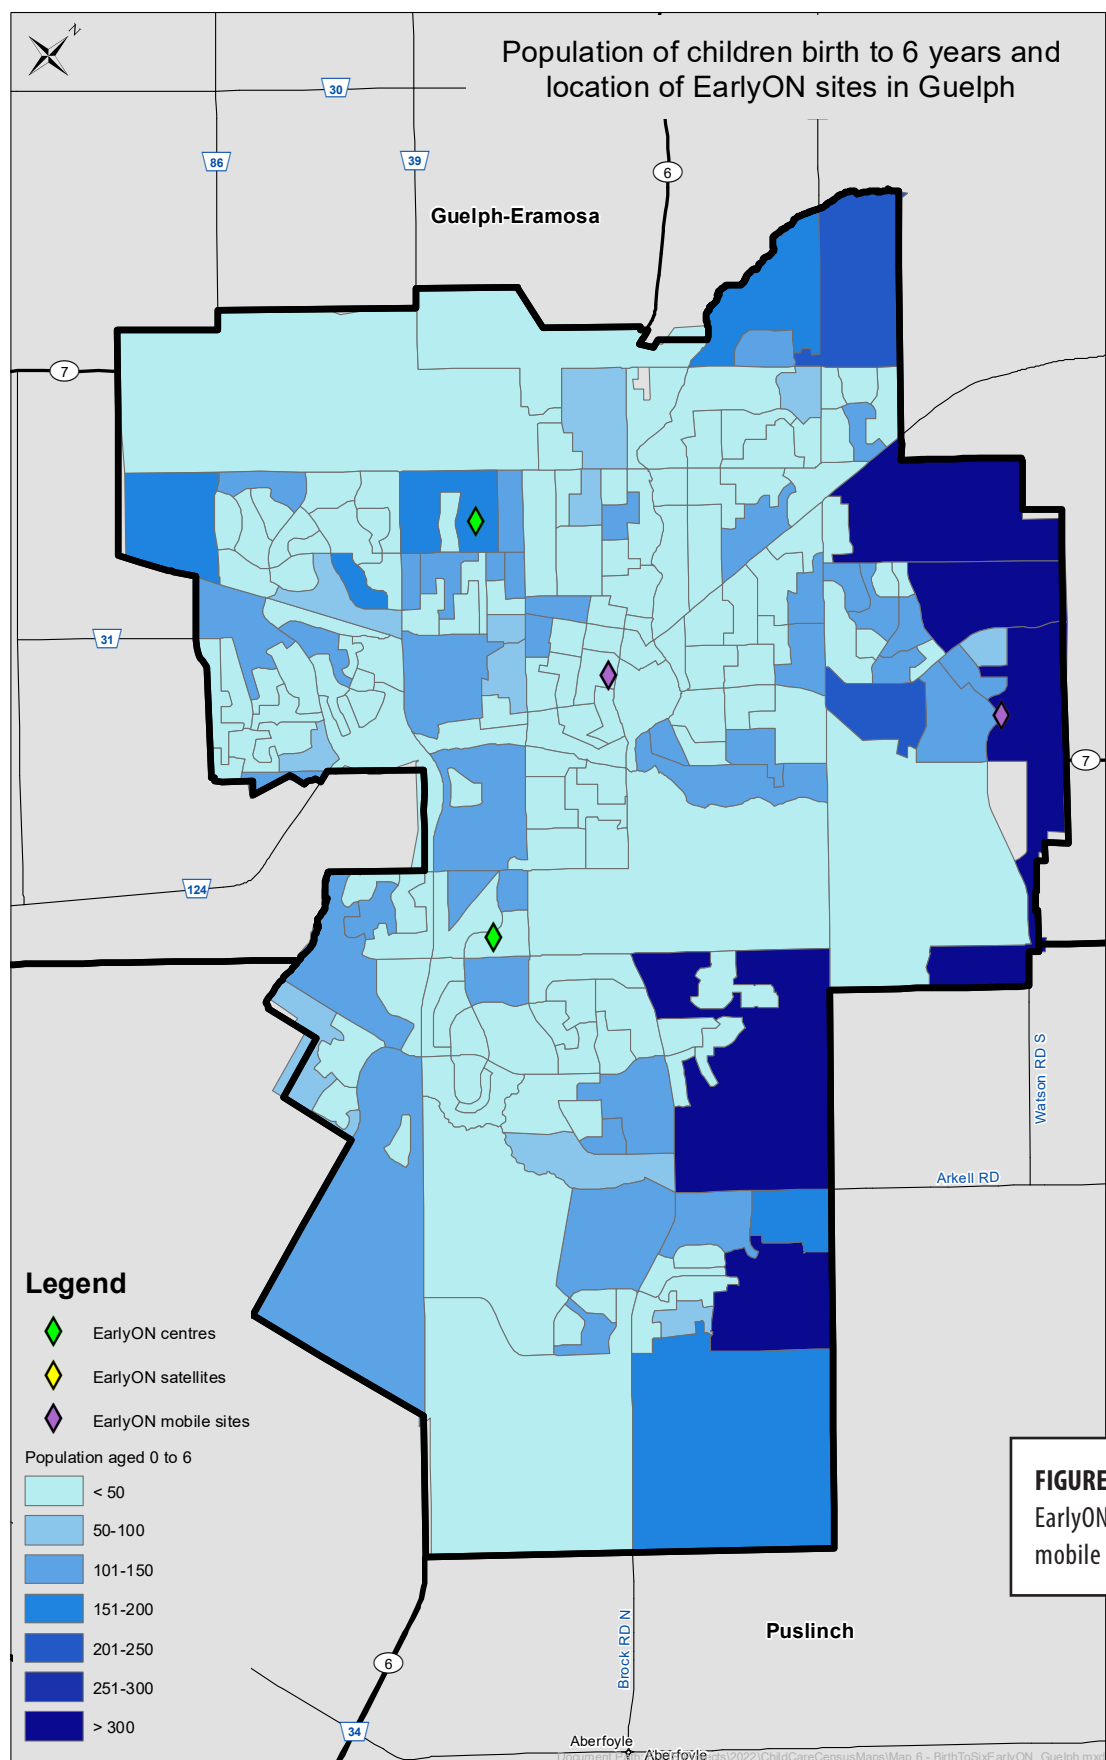 N
Population of children birth to 6 years and
location of EarlyON sites in Guelph
30
86
39
6
Guelph-Eramosa
7
31
7
124
Watson RD S
Arkell RD
Legend
EarlyON centres
EarlyON satellites
EarlyON mobile sites
Population aged 0 to 6
< 50
50-100
101-150
151-200
201-250
251-300
> 300
FIGURE
EarlyON
mobile
Puslinch
Brock RD N
6
34
Aberfoyle
Aberfoyle